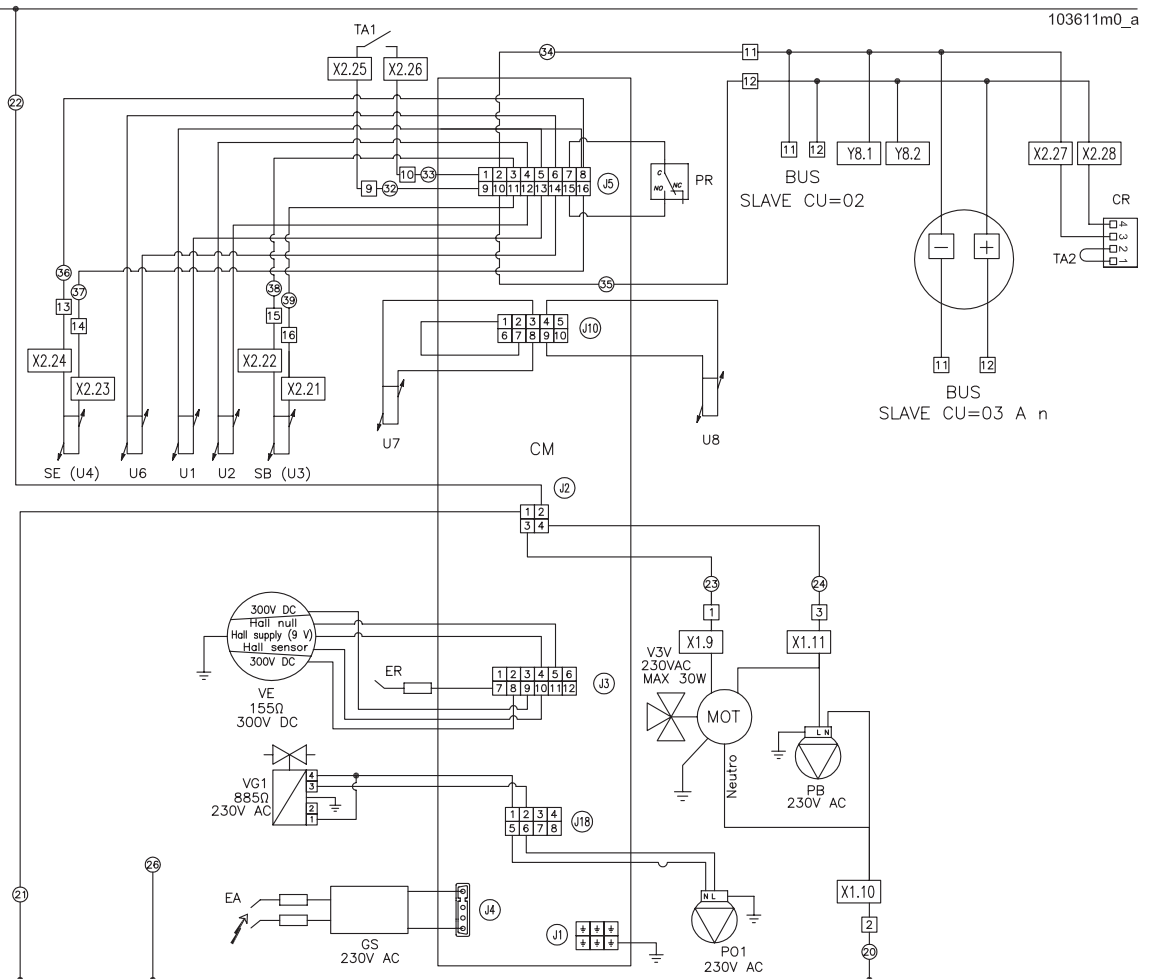 103611m0_a
TA1
X2.25 X2.26
34
11
12
22
11 12 Y8.1 Y8.2 X2.27 X2.28
BUS
SLAVE CU=02
10 33
9 32
1 2 3 4 5 6 7 8
9 10 11 12 13 14 15 16
J5
C
NO NC
PR
CR
4
3
2
1
TA2
− +
36
37
38
39
35
13
14
15
16
X2.24
X2.23
X2.22
X2.21
1 2 3 4 5
6 7 8 9 10
J10
11 12
BUS
SLAVE CU=03 A n
SE (U4) U6 U1 U2 SB (U3)
U7
U8
CM
J2
1 2
3 4
23
24
1
3
X1.9
X1.11
300V DC
Hall null
Hall supply (9 V)
Hall sensor
300V DC
VE
155Ω
300V DC
ER
1 2 3 4 5 6
7 8 9 10 11 12
J3
V3V
230VAC
MAX 30W
MOT
Neutro
L N
PB
230V AC
VG1
885Ω
230V AC
4
3
2
1
1 2 3 4
5 6 7 8
J18
21
26
EA
GS
230V AC
J4
J1
N L
PO1
230V AC
X1.10
2
20